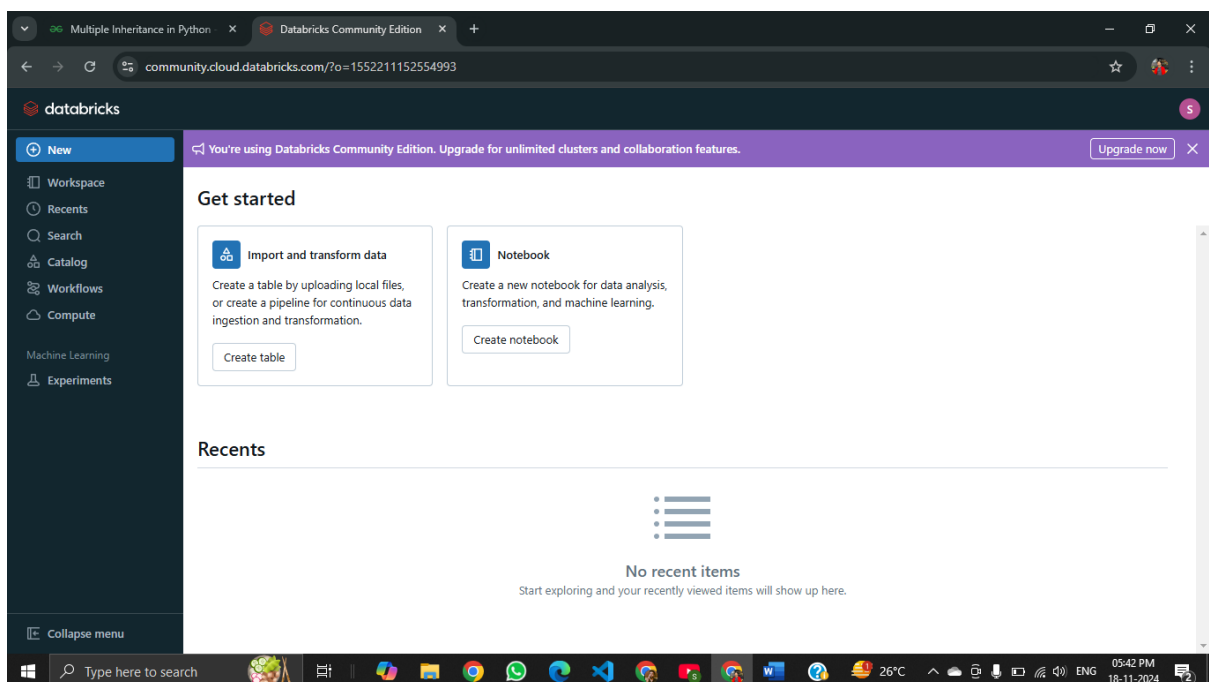 Multiple Inheritance in Python
Databricks Community Edition
community.cloud.databricks.com/?o=1552211152554993
databricks
S
New
You're using Databricks Community Edition. Upgrade for unlimited clusters and collaboration features.
Upgrade now
Workspace
Recents
Search
Catalog
Workflows
Compute
Machine Learning
Experiments
Collapse menu
Get started
Import and transform data
Create a table by uploading local files,
or create a pipeline for continuous data
ingestion and transformation.
Create table
Notebook
Create a new notebook for data analysis,
transformation, and machine learning.
Create notebook
Recents
No recent items
Start exploring and your recently viewed items will show up here.
Type here to search
26°C
ENG
05:42 PM
18-11-2024
2